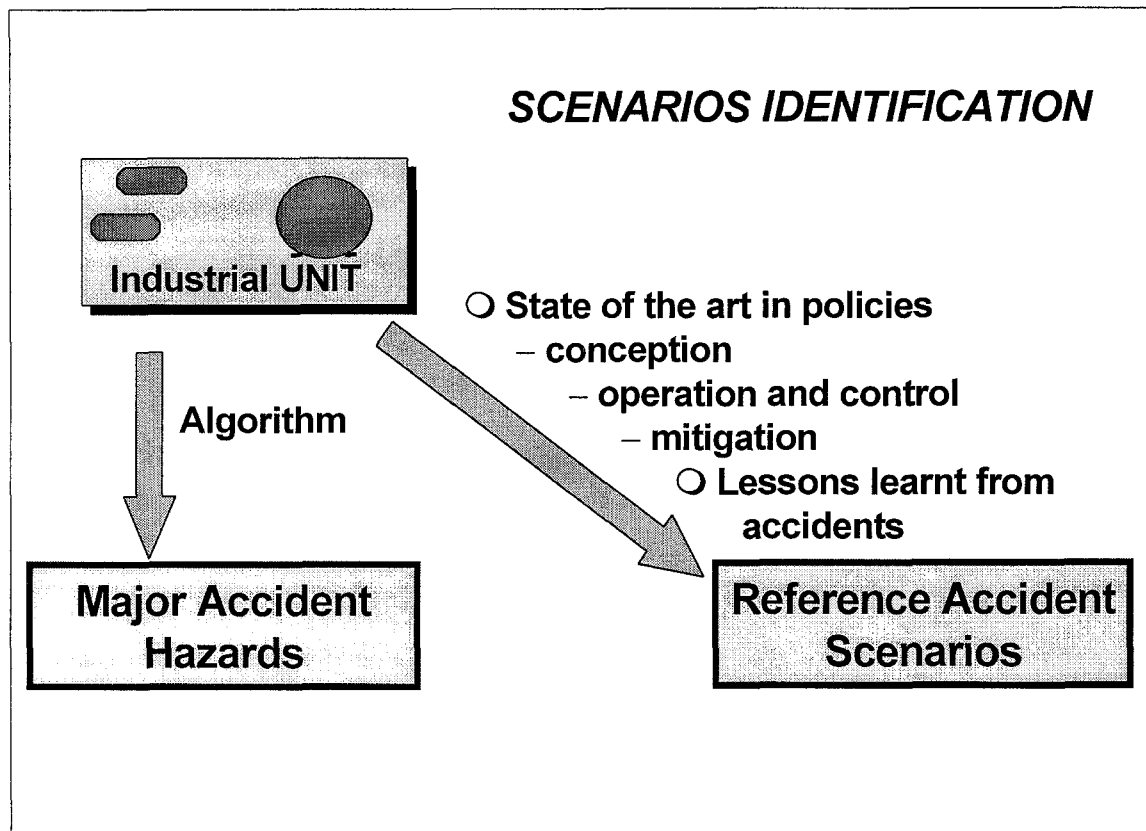 SCENARIOS IDENTIFICATION
Industrial UNIT
❍ State of the art in policies
– conception
– operation and control
– mitigation
❍ Lessons learnt from
accidents
Algorithm
Major Accident
Hazards
Reference Accident
Scenarios